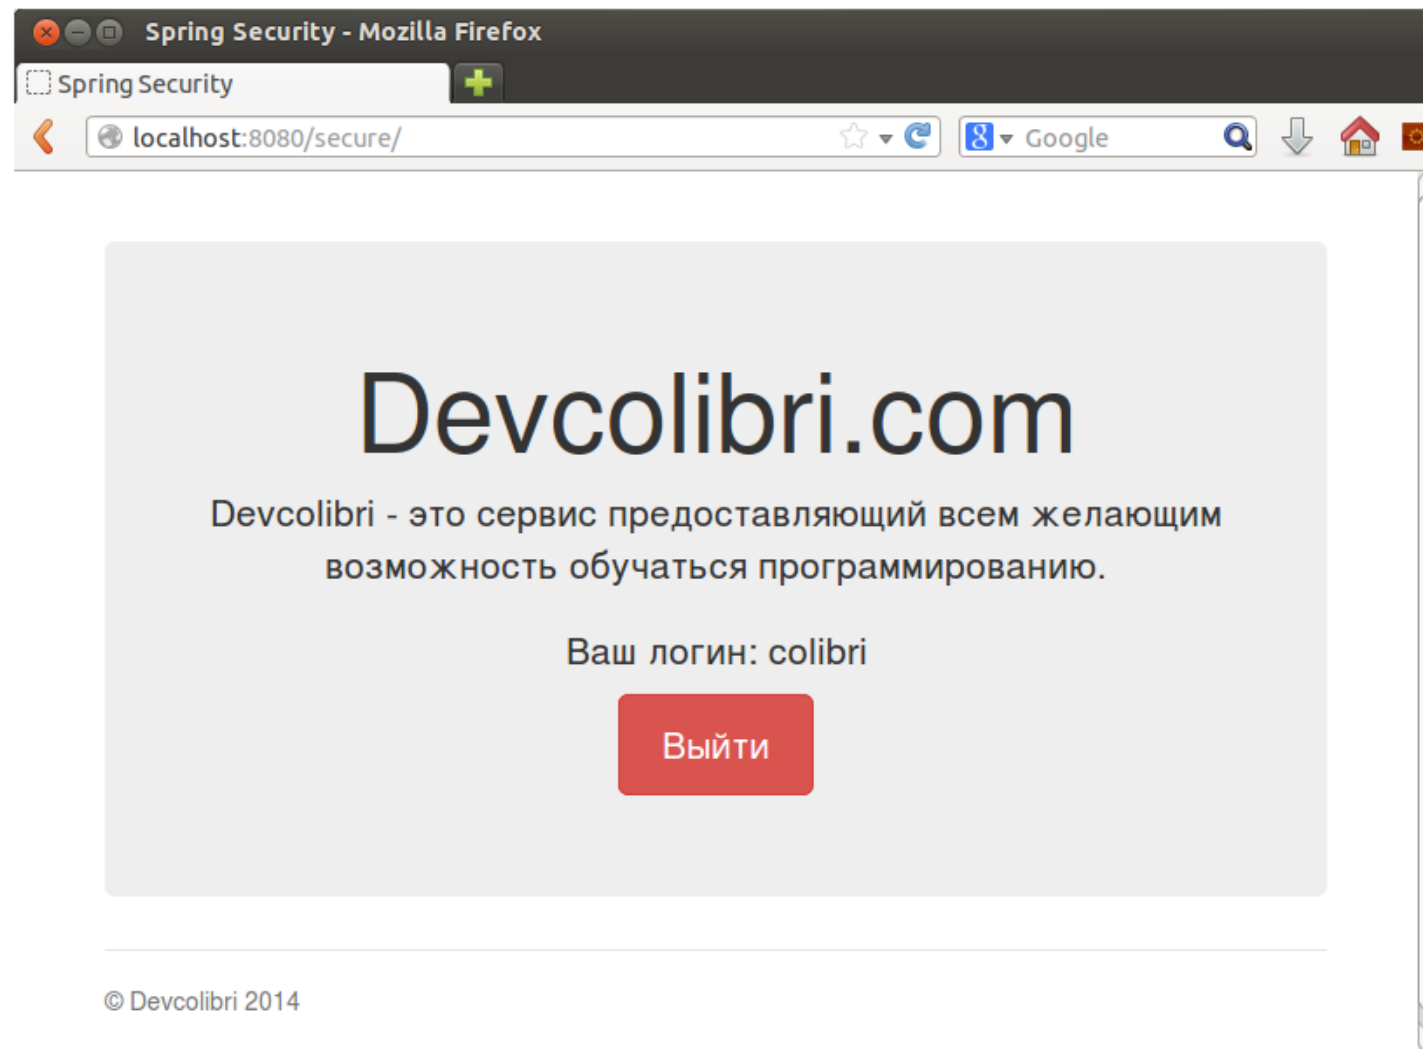 Spring Security - Mozilla Firefox
Spring Security
localhost:8080/secure/
8 Google
Devcolibri.com
Devcolibri - это сервис предоставляющий всем желающим
возможность обучаться программированию.
Ваш логин: colibri
Выйти
© Devcolibri 2014